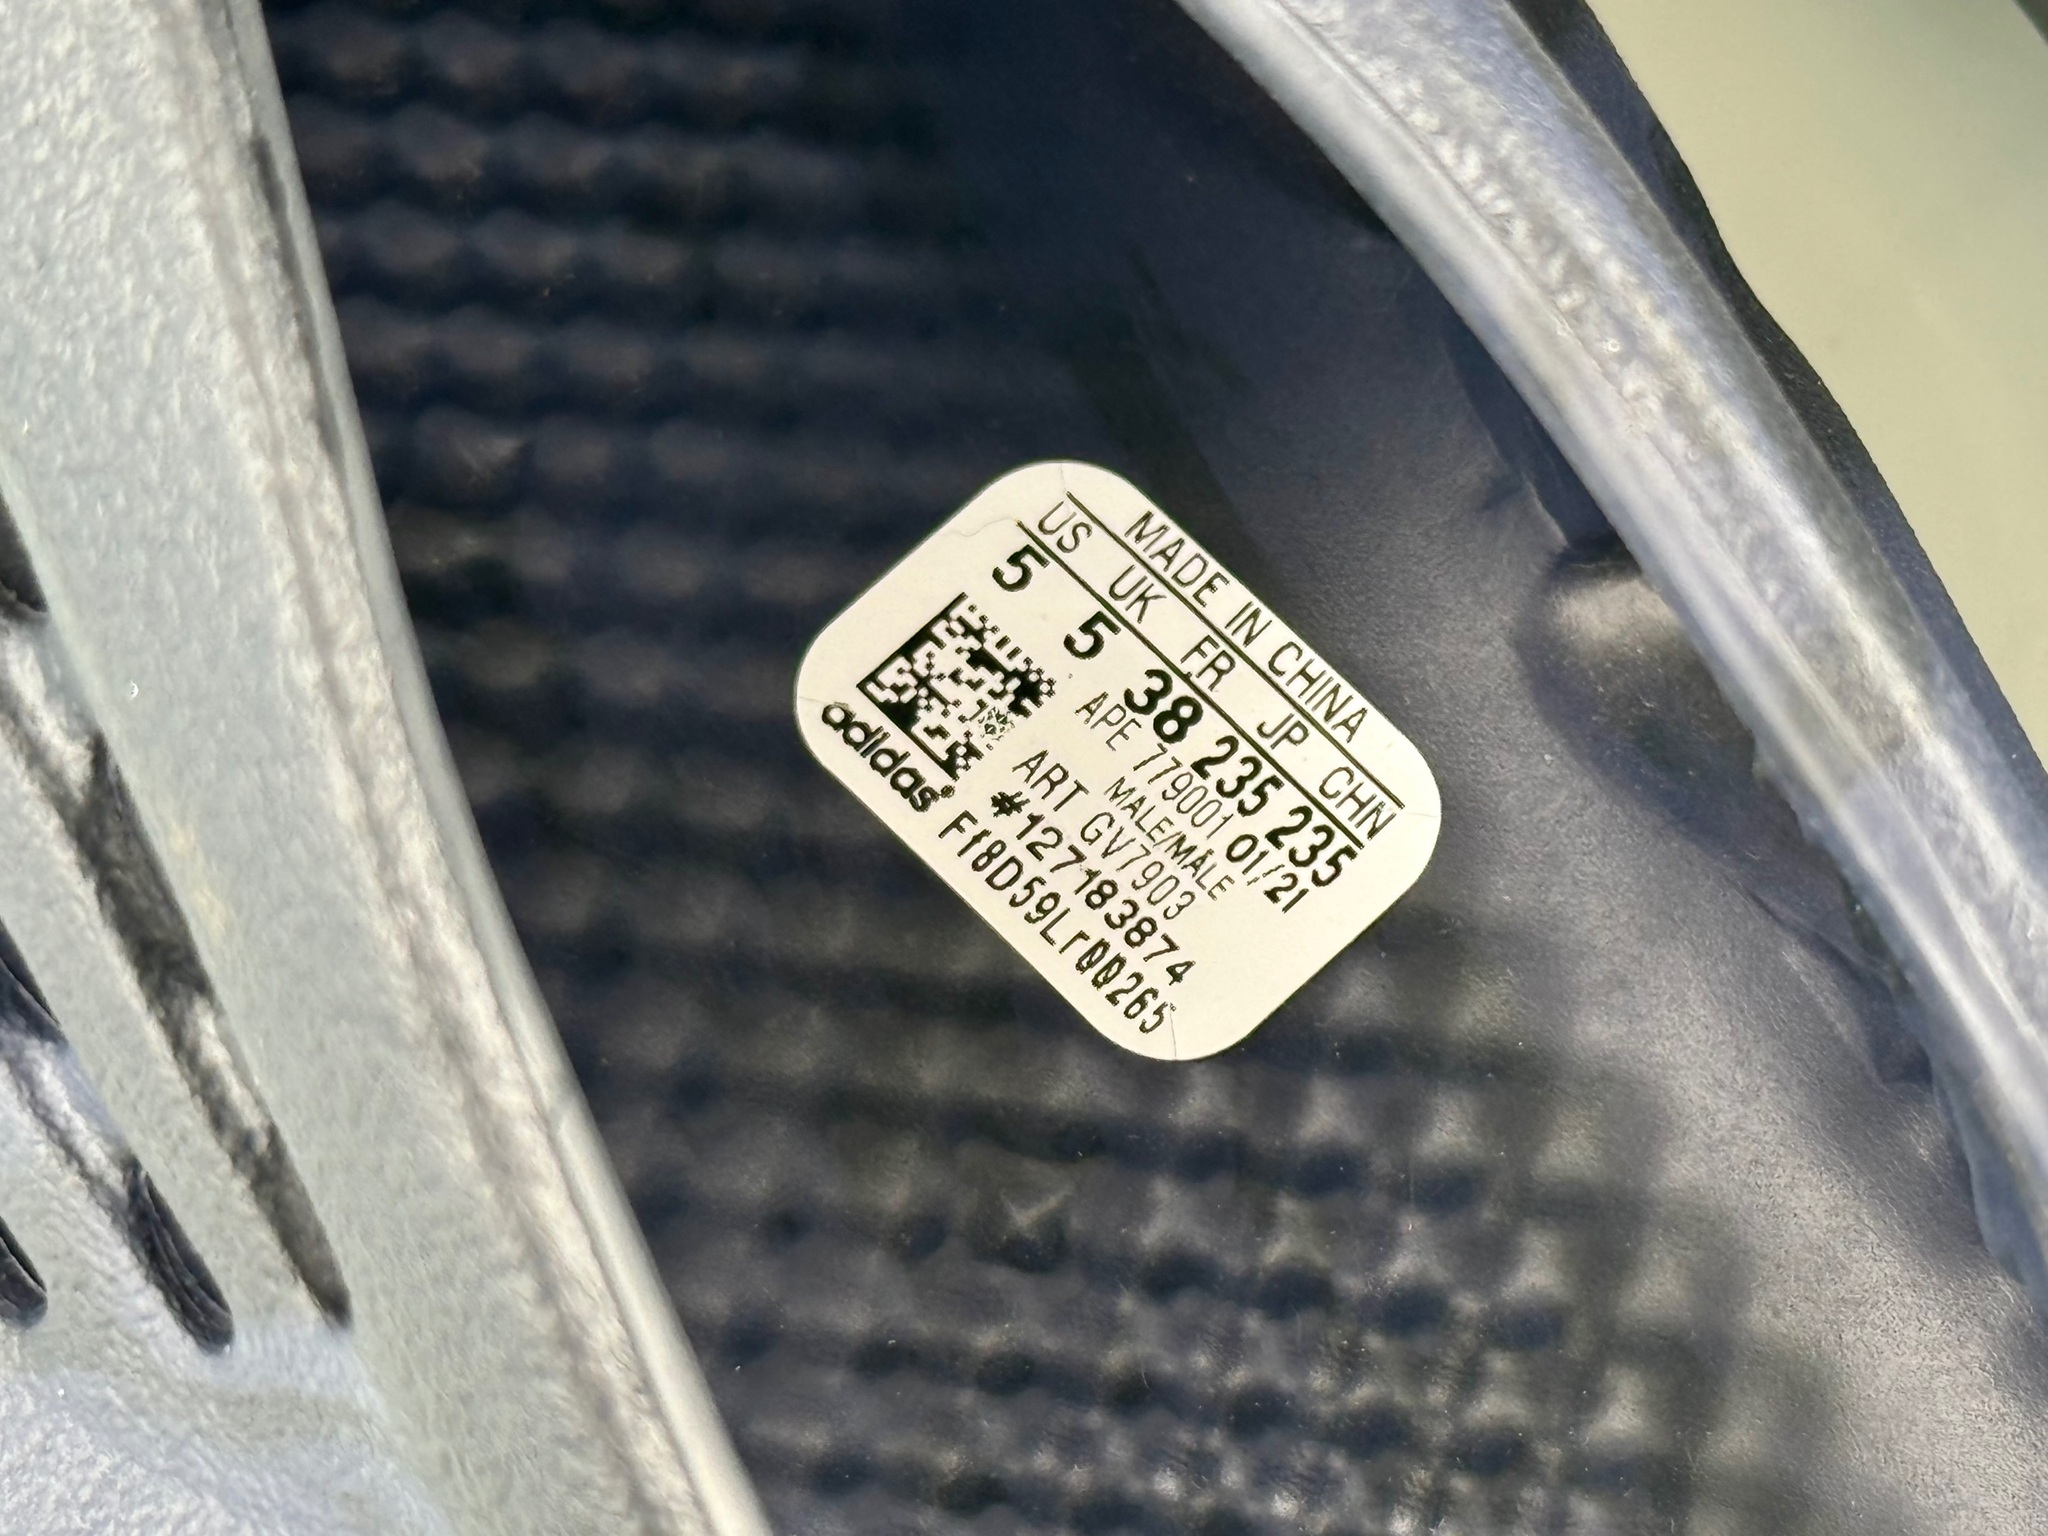 MADE IN CHINA
US UK FR JP CHN
5 5 38 235 235
APE 779001 01/21
MALE/MÂLE
ART GV7903
#127183874
adidas® Ff8D59Lr00265